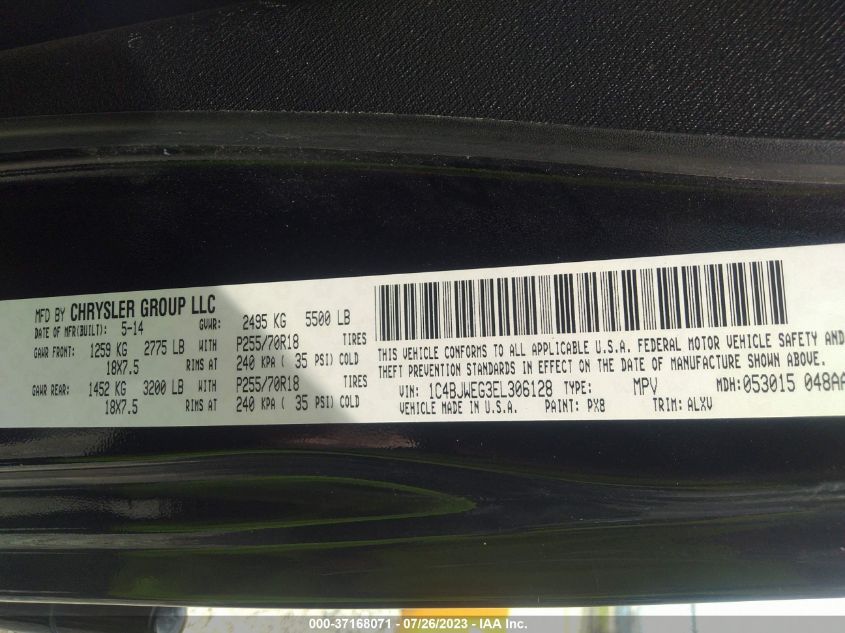 MFD BY CHRYSLER GROUP LLC
DATE OF MFR(BUILT): 5-14 GVWR: 2495 KG 5500 LB
GAWR FRONT: 1259 KG 2775 LB WITH P255/70R18 TIRES
18X7.5 RIMS AT 240 KPA ( 35 PSI) COLD
GAWR REAR: 1452 KG 3200 LB WITH P255/70R18 TIRES
18X7.5 RIMS AT 240 KPA ( 35 PSI) COLD
THIS VEHICLE CONFORMS TO ALL APPLICABLE U.S.A. FEDERAL MOTOR VEHICLE SAFETY AND
THEFT PREVENTION STANDARDS IN EFFECT ON THE DATE OF MANUFACTURE SHOWN ABOVE.
VIN: 1C4BJWEG3EL306128 TYPE: MPV MDH: 053015 048AA
VEHICLE MADE IN U.S.A. PAINT: PX8 TRIM: ALXV
000-37168071 - 07/26/2023 - IAA Inc.